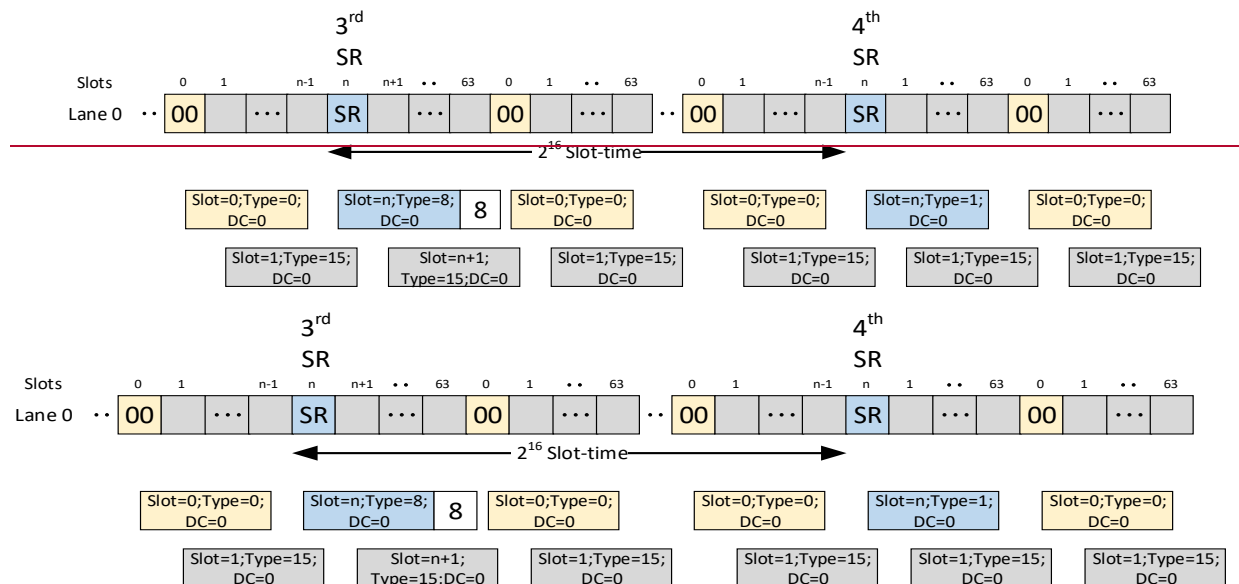 3rd
SR
4th
SR
Slots 0 1 n-1 n n+1 •• 63 0 1 •• 63 0 1 n-1 n 1 •• 63 0 1 •• 63
Lane 0 •• 00 ••• SR ••• 00 ••• •• 00 ••• SR ••• 00 •••
2^16 Slot-time
Slot=0;Type=0;
DC=0
Slot=n;Type=8;
DC=0
8
Slot=0;Type=0;
DC=0
Slot=0;Type=0;
DC=0
Slot=n;Type=1;
DC=0
Slot=0;Type=0;
DC=0
Slot=1;Type=15;
DC=0
Slot=n+1;
Type=15;DC=0
Slot=1;Type=15;
DC=0
Slot=1;Type=15;
DC=0
Slot=1;Type=15;
DC=0
Slot=1;Type=15;
DC=0
3rd
SR
4th
SR
Slots 0 1 n-1 n n+1 •• 63 0 1 •• 63 0 1 n-1 n 1 •• 63 0 1 •• 63
Lane 0 •• 00 ••• SR ••• 00 ••• •• 00 ••• SR ••• 00 •••
2^16 Slot-time
Slot=0;Type=0;
DC=0
Slot=n;Type=8;
DC=0
8
Slot=0;Type=0;
DC=0
Slot=0;Type=0;
DC=0
Slot=n;Type=1;
DC=0
Slot=0;Type=0;
DC=0
Slot=1;Type=15;
DC=0
Slot=n+1;
Type=15;DC=0
Slot=1;Type=15;
DC=0
Slot=1;Type=15;
DC=0
Slot=1;Type=15;
DC=0
Slot=1;Type=15;
DC=0